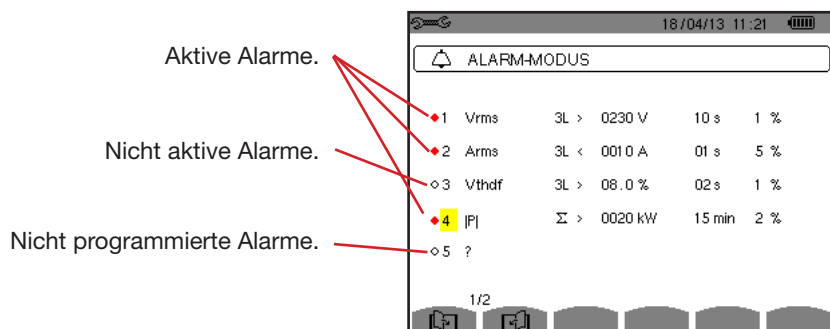 18/04/13 11:21
ALARM-MODUS
Aktive Alarme.
1 Vrms 3L > 0230 V 10 s 1 %
2 Arms 3L < 0010 A 01 s 5 %
Nicht aktive Alarme.
3 Vthdf 3L > 08.0 % 02 s 1 %
4 |P| Σ > 0020 kW 15 min 2 %
Nicht programmierte Alarme.
5 ?
1/2